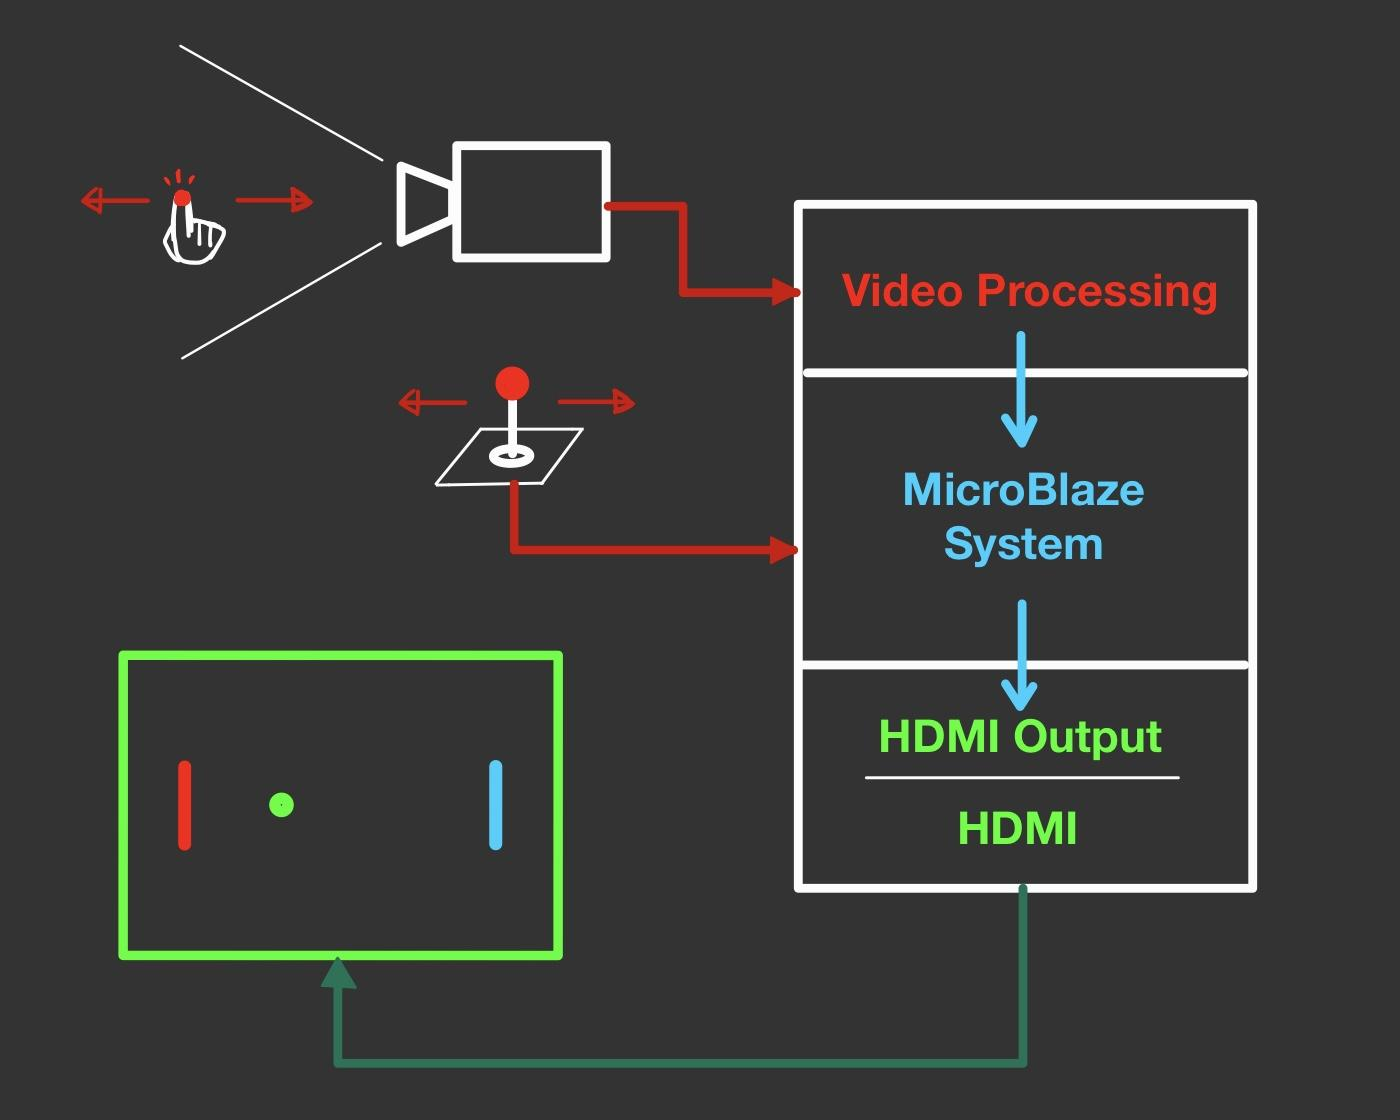 Video Processing
MicroBlaze
System
HDMI Output
HDMI